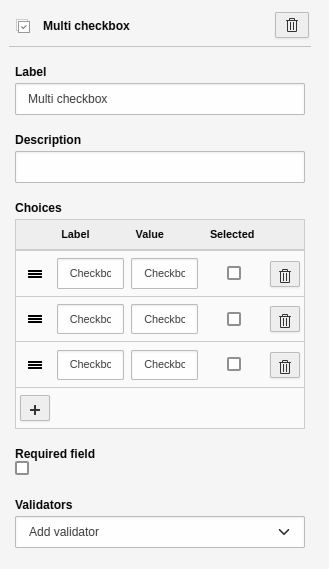 Multi checkbox
Label
Multi checkbox
Description
Choices
Label Value Selected
Checkbc Checkbc
Checkbc Checkbc
Checkbc Checkbc
+
Required field
Validators
Add validator